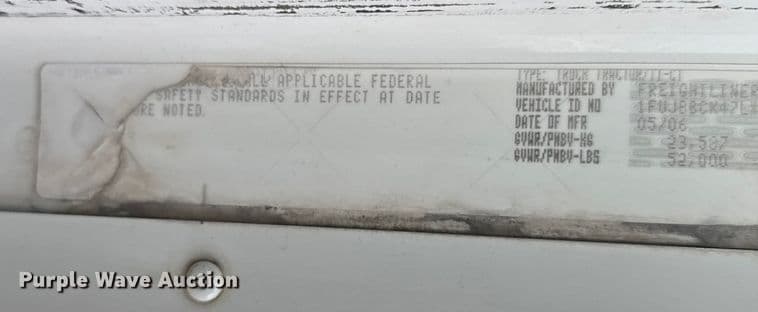 ALL APPLICABLE FEDERAL
SAFETY STANDARDS IN EFFECT AT DATE
NOTED.
TYPE: TRUCK TRACTOR
MANUFACTURED BY FREIGHTLINER
VEHICLE ID NO
DATE OF MFR 05/06
GVWR/PNBV-KG 23,587
GVWR/PNBV-LBS 52,000
Purple Wave Auction